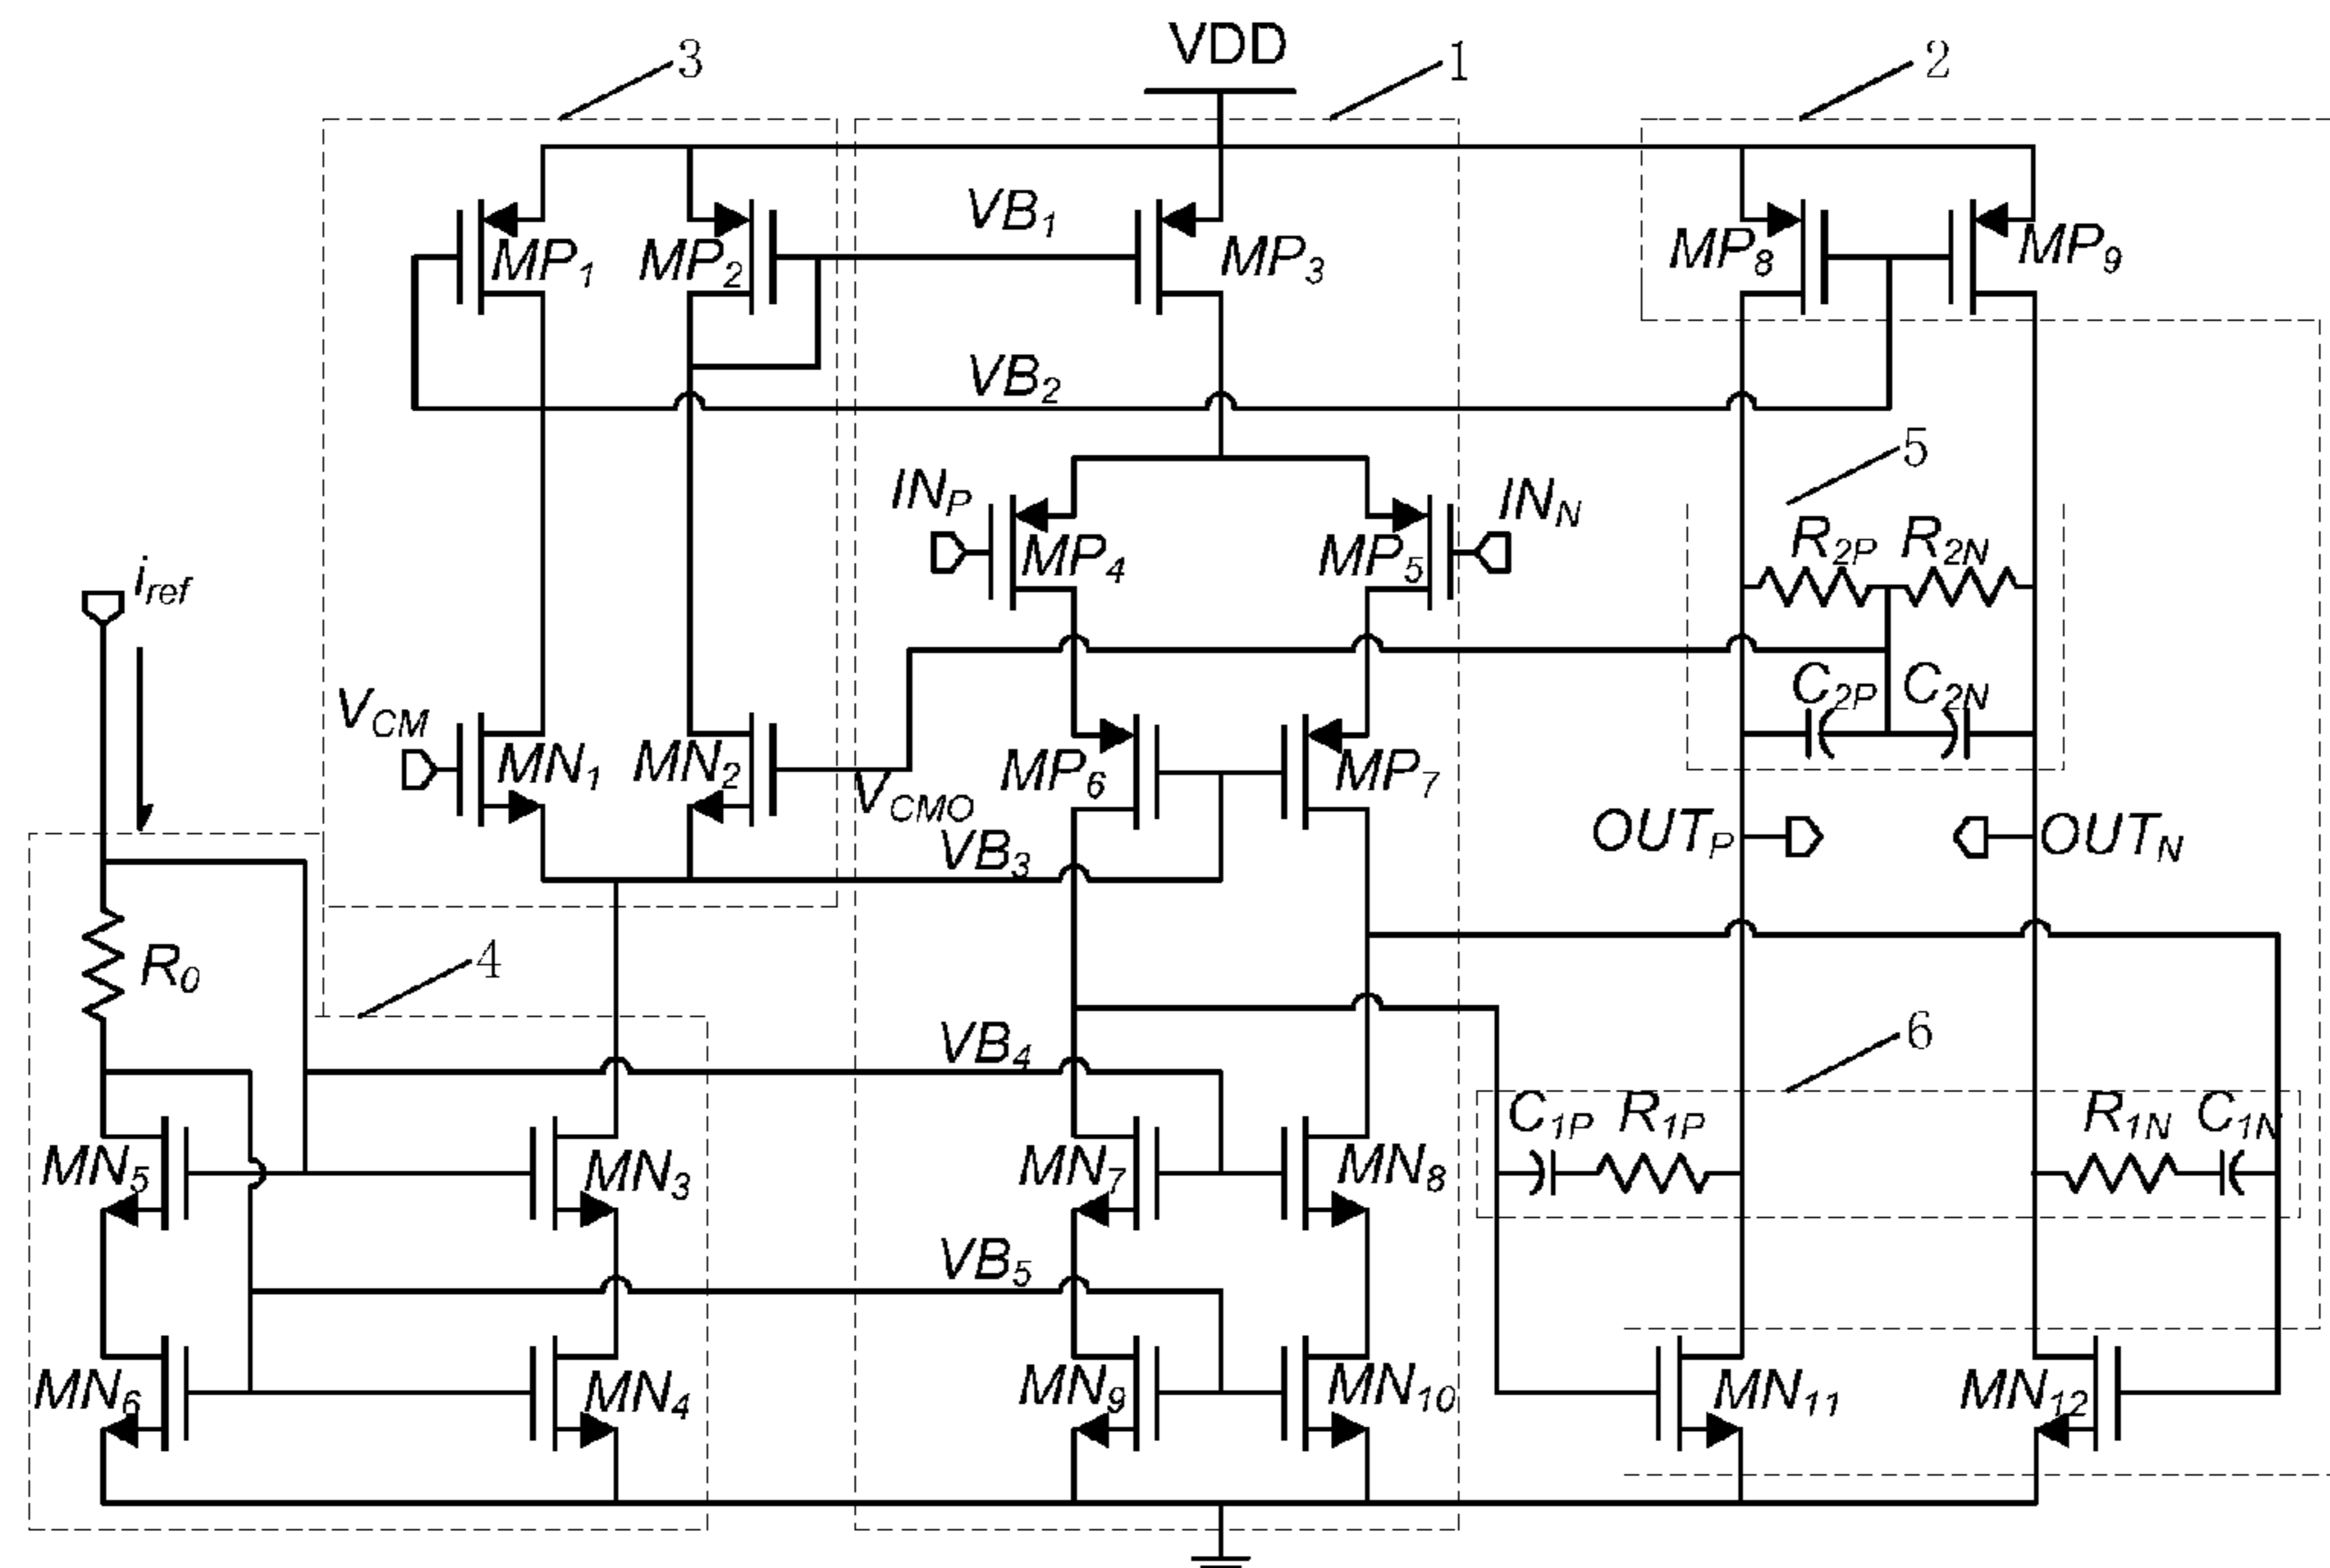 VDD
3
1
2
VB1
MP1
MP2
MP3
MP8
MP9
VB2
5
INP
INN
MP4
MP5
R2P
R2N
iref
VCM
C2P
C2N
MN1
MN2
MP6
MP7
VCMO
VB3
OUTP
OUTN
R0
4
VB4
6
C1P
R1P
R1N
C1N
MN5
MN3
MN7
MN8
VB5
MN6
MN4
MN9
MN10
MN11
MN12